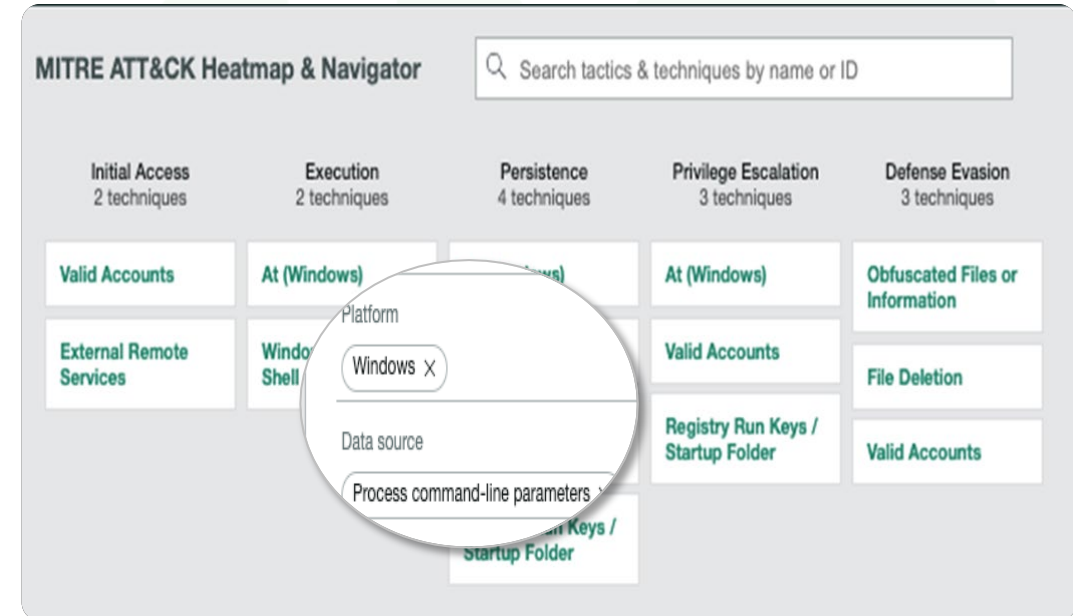 MITRE ATT&CK Heatmap & Navigator
Search tactics & techniques by name or ID
Initial Access
2 techniques
Execution
2 techniques
Persistence
4 techniques
Privilege Escalation
3 techniques
Defense Evasion
3 techniques
Valid Accounts
External Remote
Services
At (Windows)
Shell
Platform
Windows X
Data source
Process command-line parameters
Keys /
Startup Folder
At (Windows)
Valid Accounts
Registry Run Keys /
Startup Folder
Obfuscated Files or
Information
File Deletion
Valid Accounts